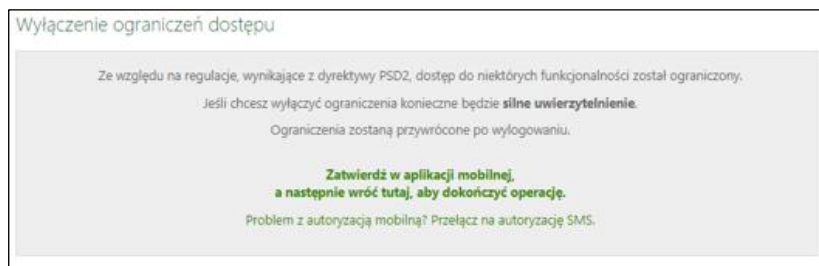 Wyłączenie ograniczeń dostępu
Ze względu na regulacje, wynikające z dyrektywy PSD2, dostęp do niektórych funkcjonalności został ograniczony.
Jeśli chcesz wyłączyć ograniczenia konieczne będzie silne uwierzytelnienie.
Ograniczenia zostaną przywrócone po wylogowaniu.
Zatwierdź w aplikacji mobilnej,
a następnie wróć tutaj, aby dokończyć operację.
Problem z autoryzacją mobilną? Przełącz na autoryzację SMS.